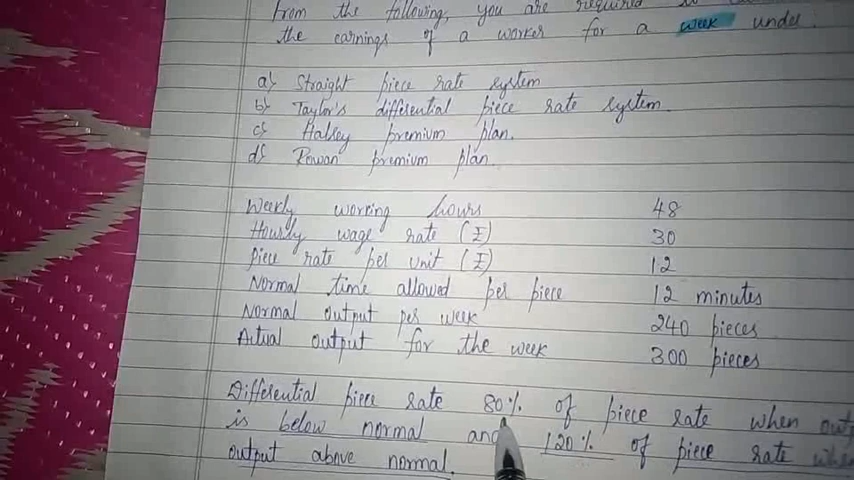 From the following, you are required
the earnings of a worker for a week under.
a) Straight piece rate system
b) Taylor's differential piece rate system.
c) Halsey premium plan.
d) Rowan premium plan.
Weekly working hours 48
Hourly wage rate (₹) 30
Piece rate per unit (₹) 12
Normal time allowed per piece 12 minutes
Normal output per week 240 pieces
Actual output for the week 300 pieces
Differential piece rate 80% of piece rate when
is below normal and 120% of piece rate
output above normal.